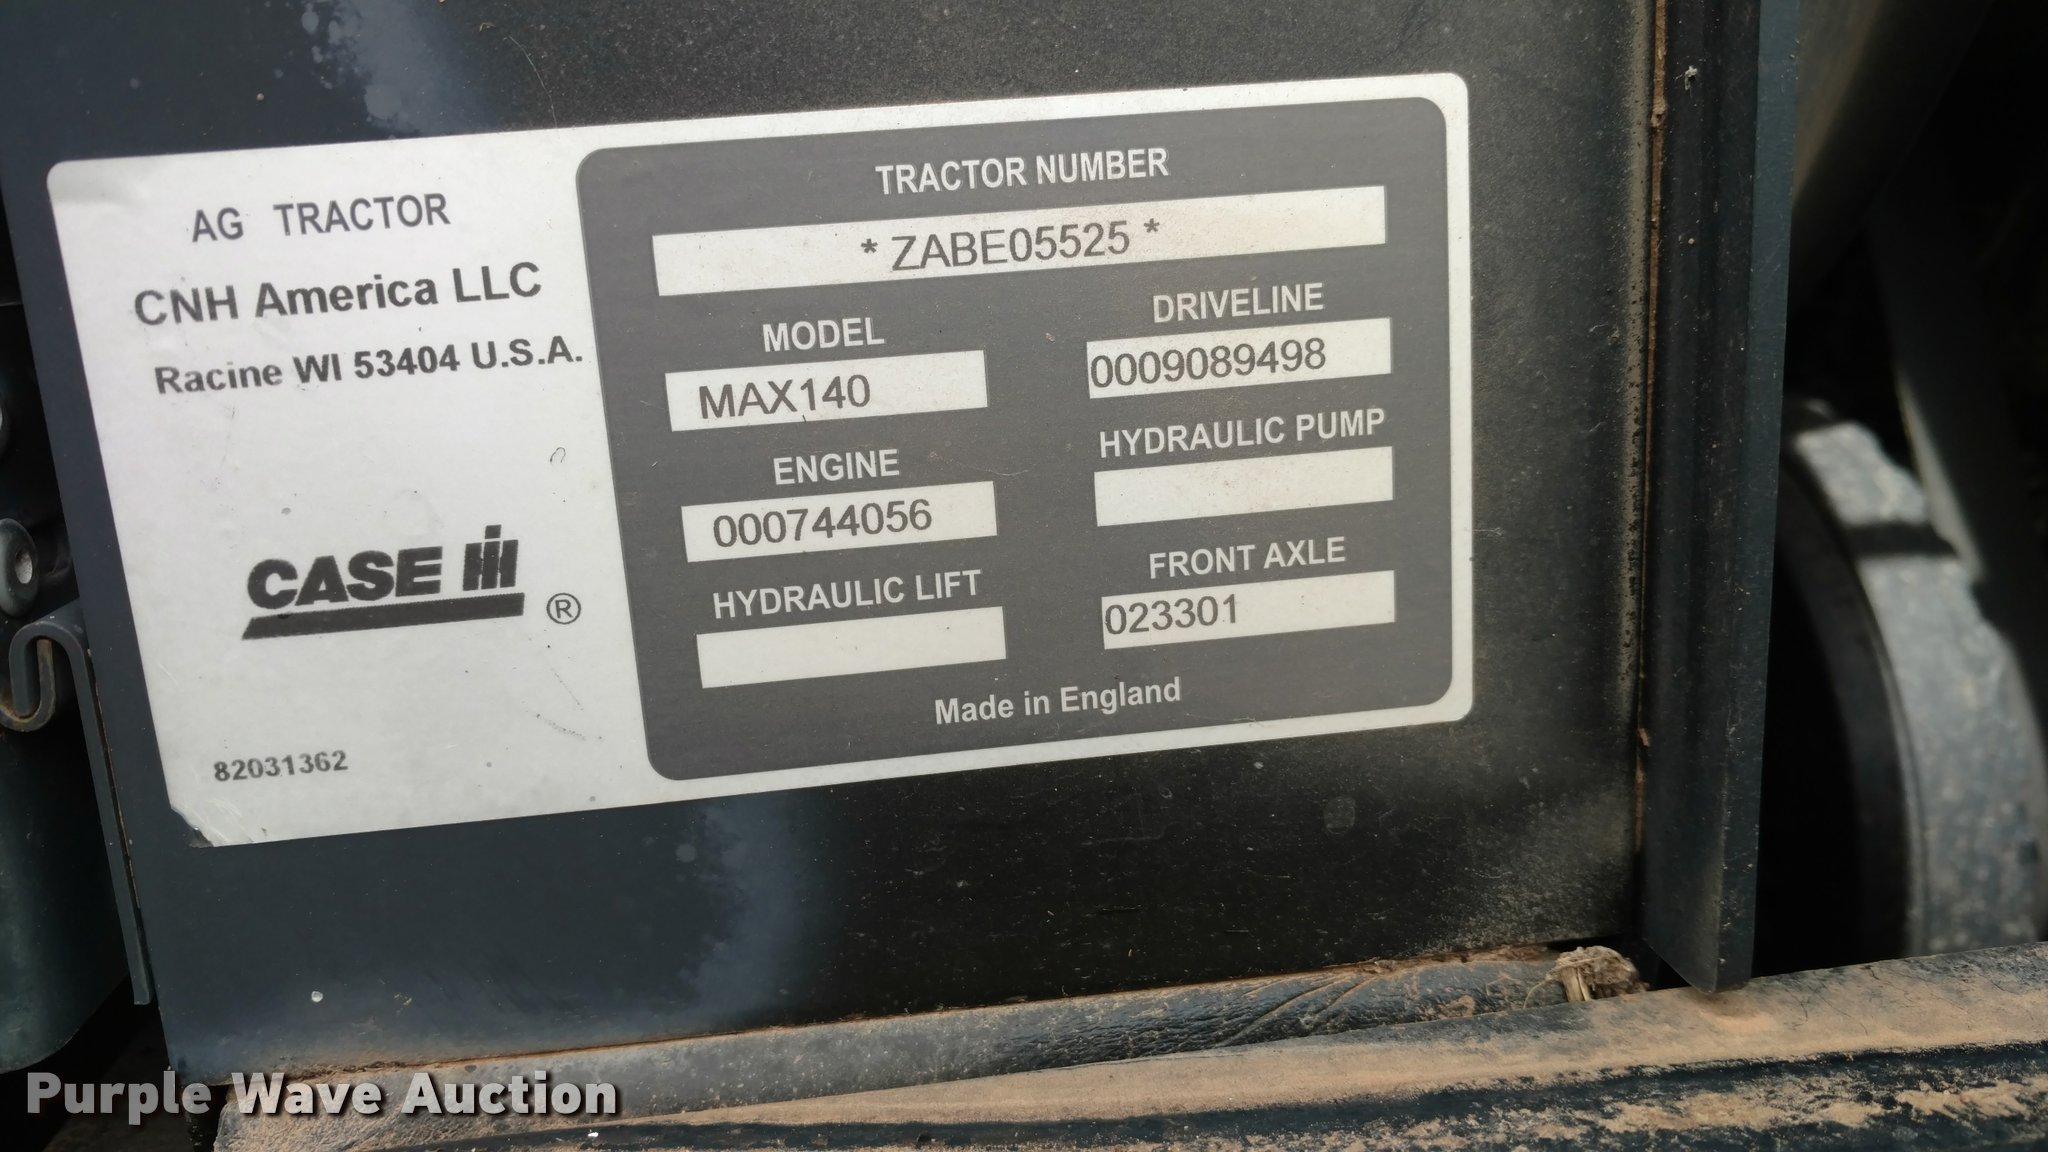 AG TRACTOR
CNH America LLC
Racine WI 53404 U.S.A.
CASE IH ®
82031362
TRACTOR NUMBER
* ZABE05525 *
MODEL
MAX140
DRIVELINE
0009089498
ENGINE
000744056
HYDRAULIC PUMP
HYDRAULIC LIFT
FRONT AXLE
023301
Made in England
Purple Wave Auction